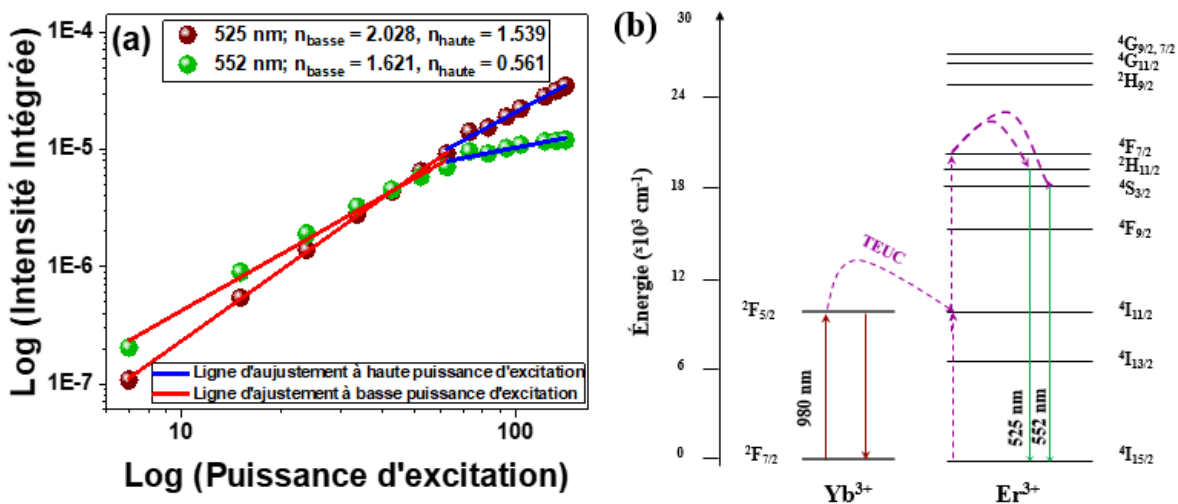 (a)
525 nm; n basse = 2.028, n haute = 1.539
552 nm; n basse = 1.621, n haute = 0.561
Log (Intensité Intégrée)
1E-4
1E-5
1E-6
1E-7
Ligne d'aujustement à haute puissance d'excitation
Ligne d'ajustement à basse puissance d'excitation
10
100
Log (Puissance d'excitation)
(b)
Énergie (×10³ cm⁻¹)
30
24
18
12
6
0
²F5/2
²F7/2
980 nm
TEUC
525 nm
552 nm
⁴G9/2, 7/2
⁴G11/2
²H9/2
⁴F7/2
²H11/2
⁴S3/2
⁴F9/2
⁴I11/2
⁴I13/2
⁴I15/2
Yb³⁺
Er³⁺